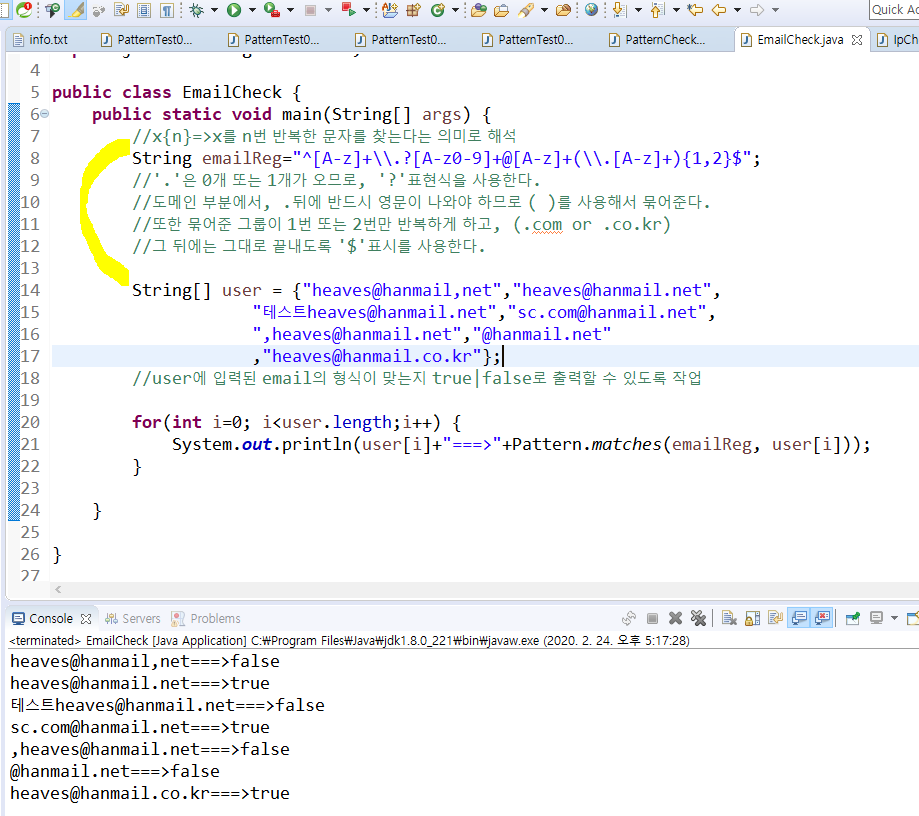 Quick Ac
info.txt
PatternTest0...
PatternTest0...
PatternTest0...
PatternTest0...
PatternCheck...
EmailCheck.java
IpCh
4
5 public class EmailCheck {
6 public static void main(String[] args) {
7 //x{n}=>x를 n번 반복한 문자를 찾는다는 의미로 해석
8 String emailReg="^[A-z]+\\.?[A-z0-9]+@[A-z]+(\\.[A-z]+){1,2}$";
9 //'.'은 0개 또는 1개가 오므로, '?'표현식을 사용한다.
10 //도메인 부분에서, .뒤에 반드시 영문이 나와야 하므로 ( )를 사용해서 묶어준다.
11 //또한 묶어준 그룹이 1번 또는 2번만 반복하게 하고, (.com or .co.kr)
12 //그 뒤에는 그대로 끝내도록 '$'표시를 사용한다.
13
14 String[] user = {"heaves@hanmail,net","heaves@hanmail.net",
15 "테스트heaves@hanmail.net","sc.com@hanmail.net",
16 ",heaves@hanmail.net","@hanmail.net"
17 ,"heaves@hanmail.co.kr"};
18 //user에 입력된 email의 형식이 맞는지 true|false로 출력할 수 있도록 작업
19
20 for(int i=0; i<user.length;i++) {
21 System.out.println(user[i]+"===>"+Pattern.matches(emailReg, user[i]));
22 }
23
24 }
25
26 }
27
Console
Servers
Problems
<terminated> EmailCheck [Java Application] C:₩Program Files₩Java₩jdk1.8.0_221₩bin₩javaw.exe (2020. 2. 24. 오후 5:17:28)
heaves@hanmail,net===>false
heaves@hanmail.net===>true
테스트heaves@hanmail.net===>false
sc.com@hanmail.net===>true
,heaves@hanmail.net===>false
@hanmail.net===>false
heaves@hanmail.co.kr===>true